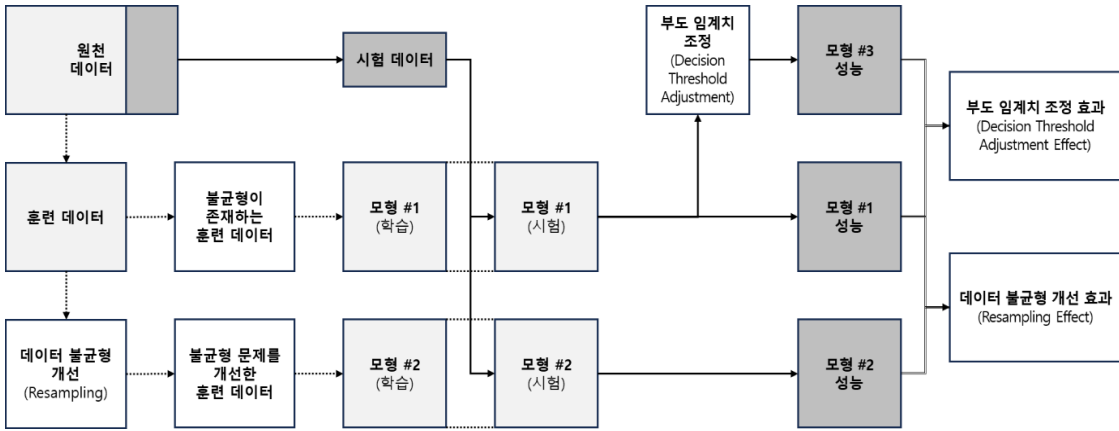 원천
데이터
시험 데이터
부도 임계치
조정
(Decision
Threshold
Adjustment)
모형 #3
성능
부도 임계치 조정 효과
(Decision Threshold
Adjustment Effect)
훈련 데이터
불균형이
존재하는
훈련 데이터
모형 #1
(학습)
모형 #1
(시험)
모형 #1
성능
데이터 불균형 개선 효과
(Resampling Effect)
데이터 불균형
개선
(Resampling)
불균형 문제를
개선한
훈련 데이터
모형 #2
(학습)
모형 #2
(시험)
모형 #2
성능